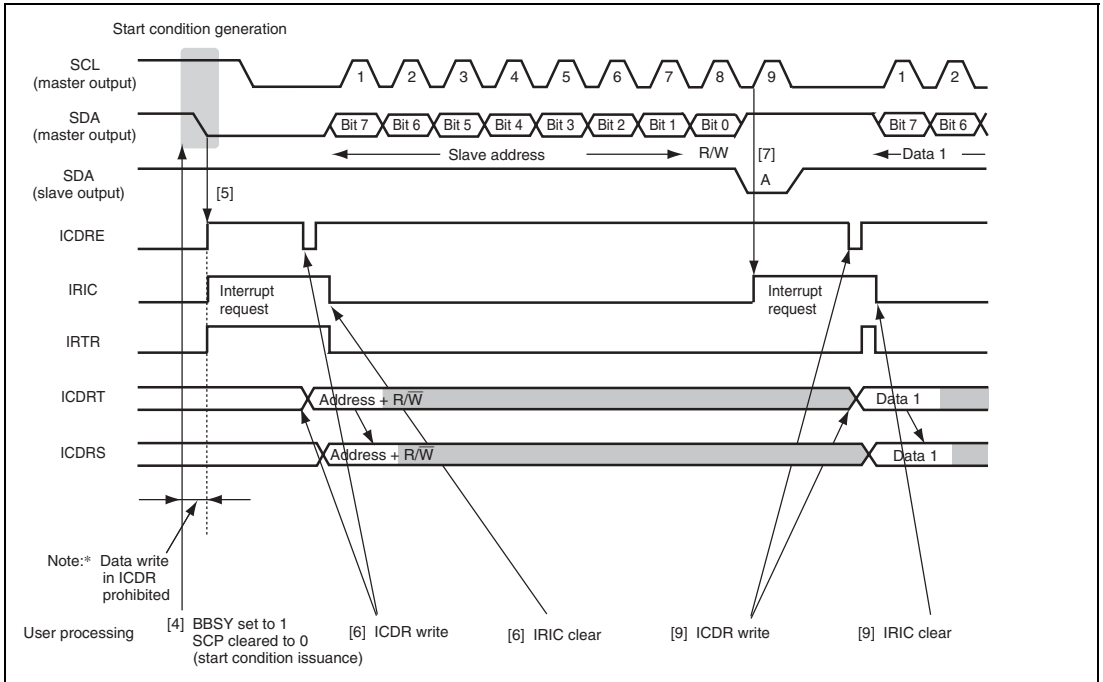 Start condition generation
SCL
(master output)
1 2 3 4 5 6 7 8 9 1 2
SDA
(master output)
Bit 7 Bit 6 Bit 5 Bit 4 Bit 3 Bit 2 Bit 1 Bit 0 Bit 7 Bit 6
Slave address R/W [7] Data 1
SDA
(slave output)
A
[5]
ICDRE
IRIC
Interrupt
request
Interrupt
request
IRTR
ICDRT
Address + R/W̅
Data 1
ICDRS
Address + R/W̅
Data 1
Note:* Data write
in ICDR
prohibited
User processing
[4] BBSY set to 1
SCP cleared to 0
(start condition issuance)
[6] ICDR write
[6] IRIC clear
[9] ICDR write
[9] IRIC clear